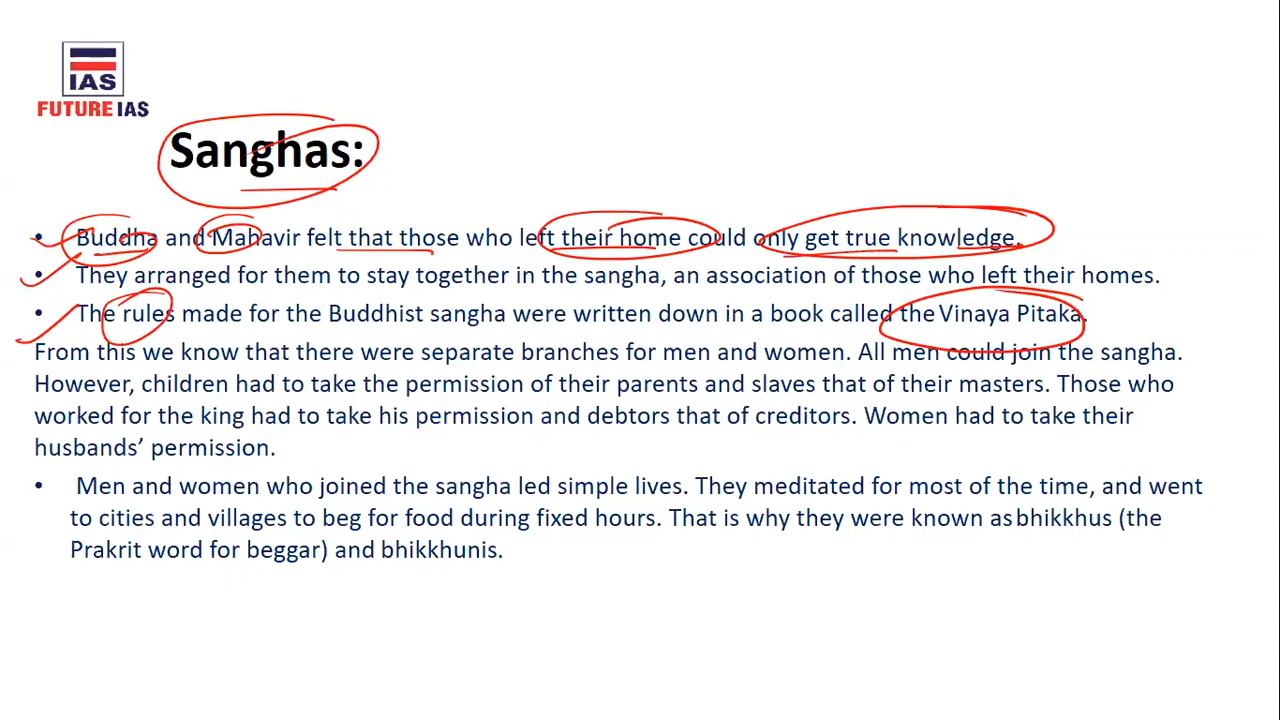 IAS
FUTURE IAS
Sanghas:
• Buddha and Mahavir felt that those who left their home could only get true knowledge.
• They arranged for them to stay together in the sangha, an association of those who left their homes.
• The rules made for the Buddhist sangha were written down in a book called the Vinaya Pitaka.
From this we know that there were separate branches for men and women. All men could join the sangha.
However, children had to take the permission of their parents and slaves that of their masters. Those who
worked for the king had to take his permission and debtors that of creditors. Women had to take their
husbands’ permission.
• Men and women who joined the sangha led simple lives. They meditated for most of the time, and went
to cities and villages to beg for food during fixed hours. That is why they were known as bhikkhus (the
Prakrit word for beggar) and bhikkhunis.